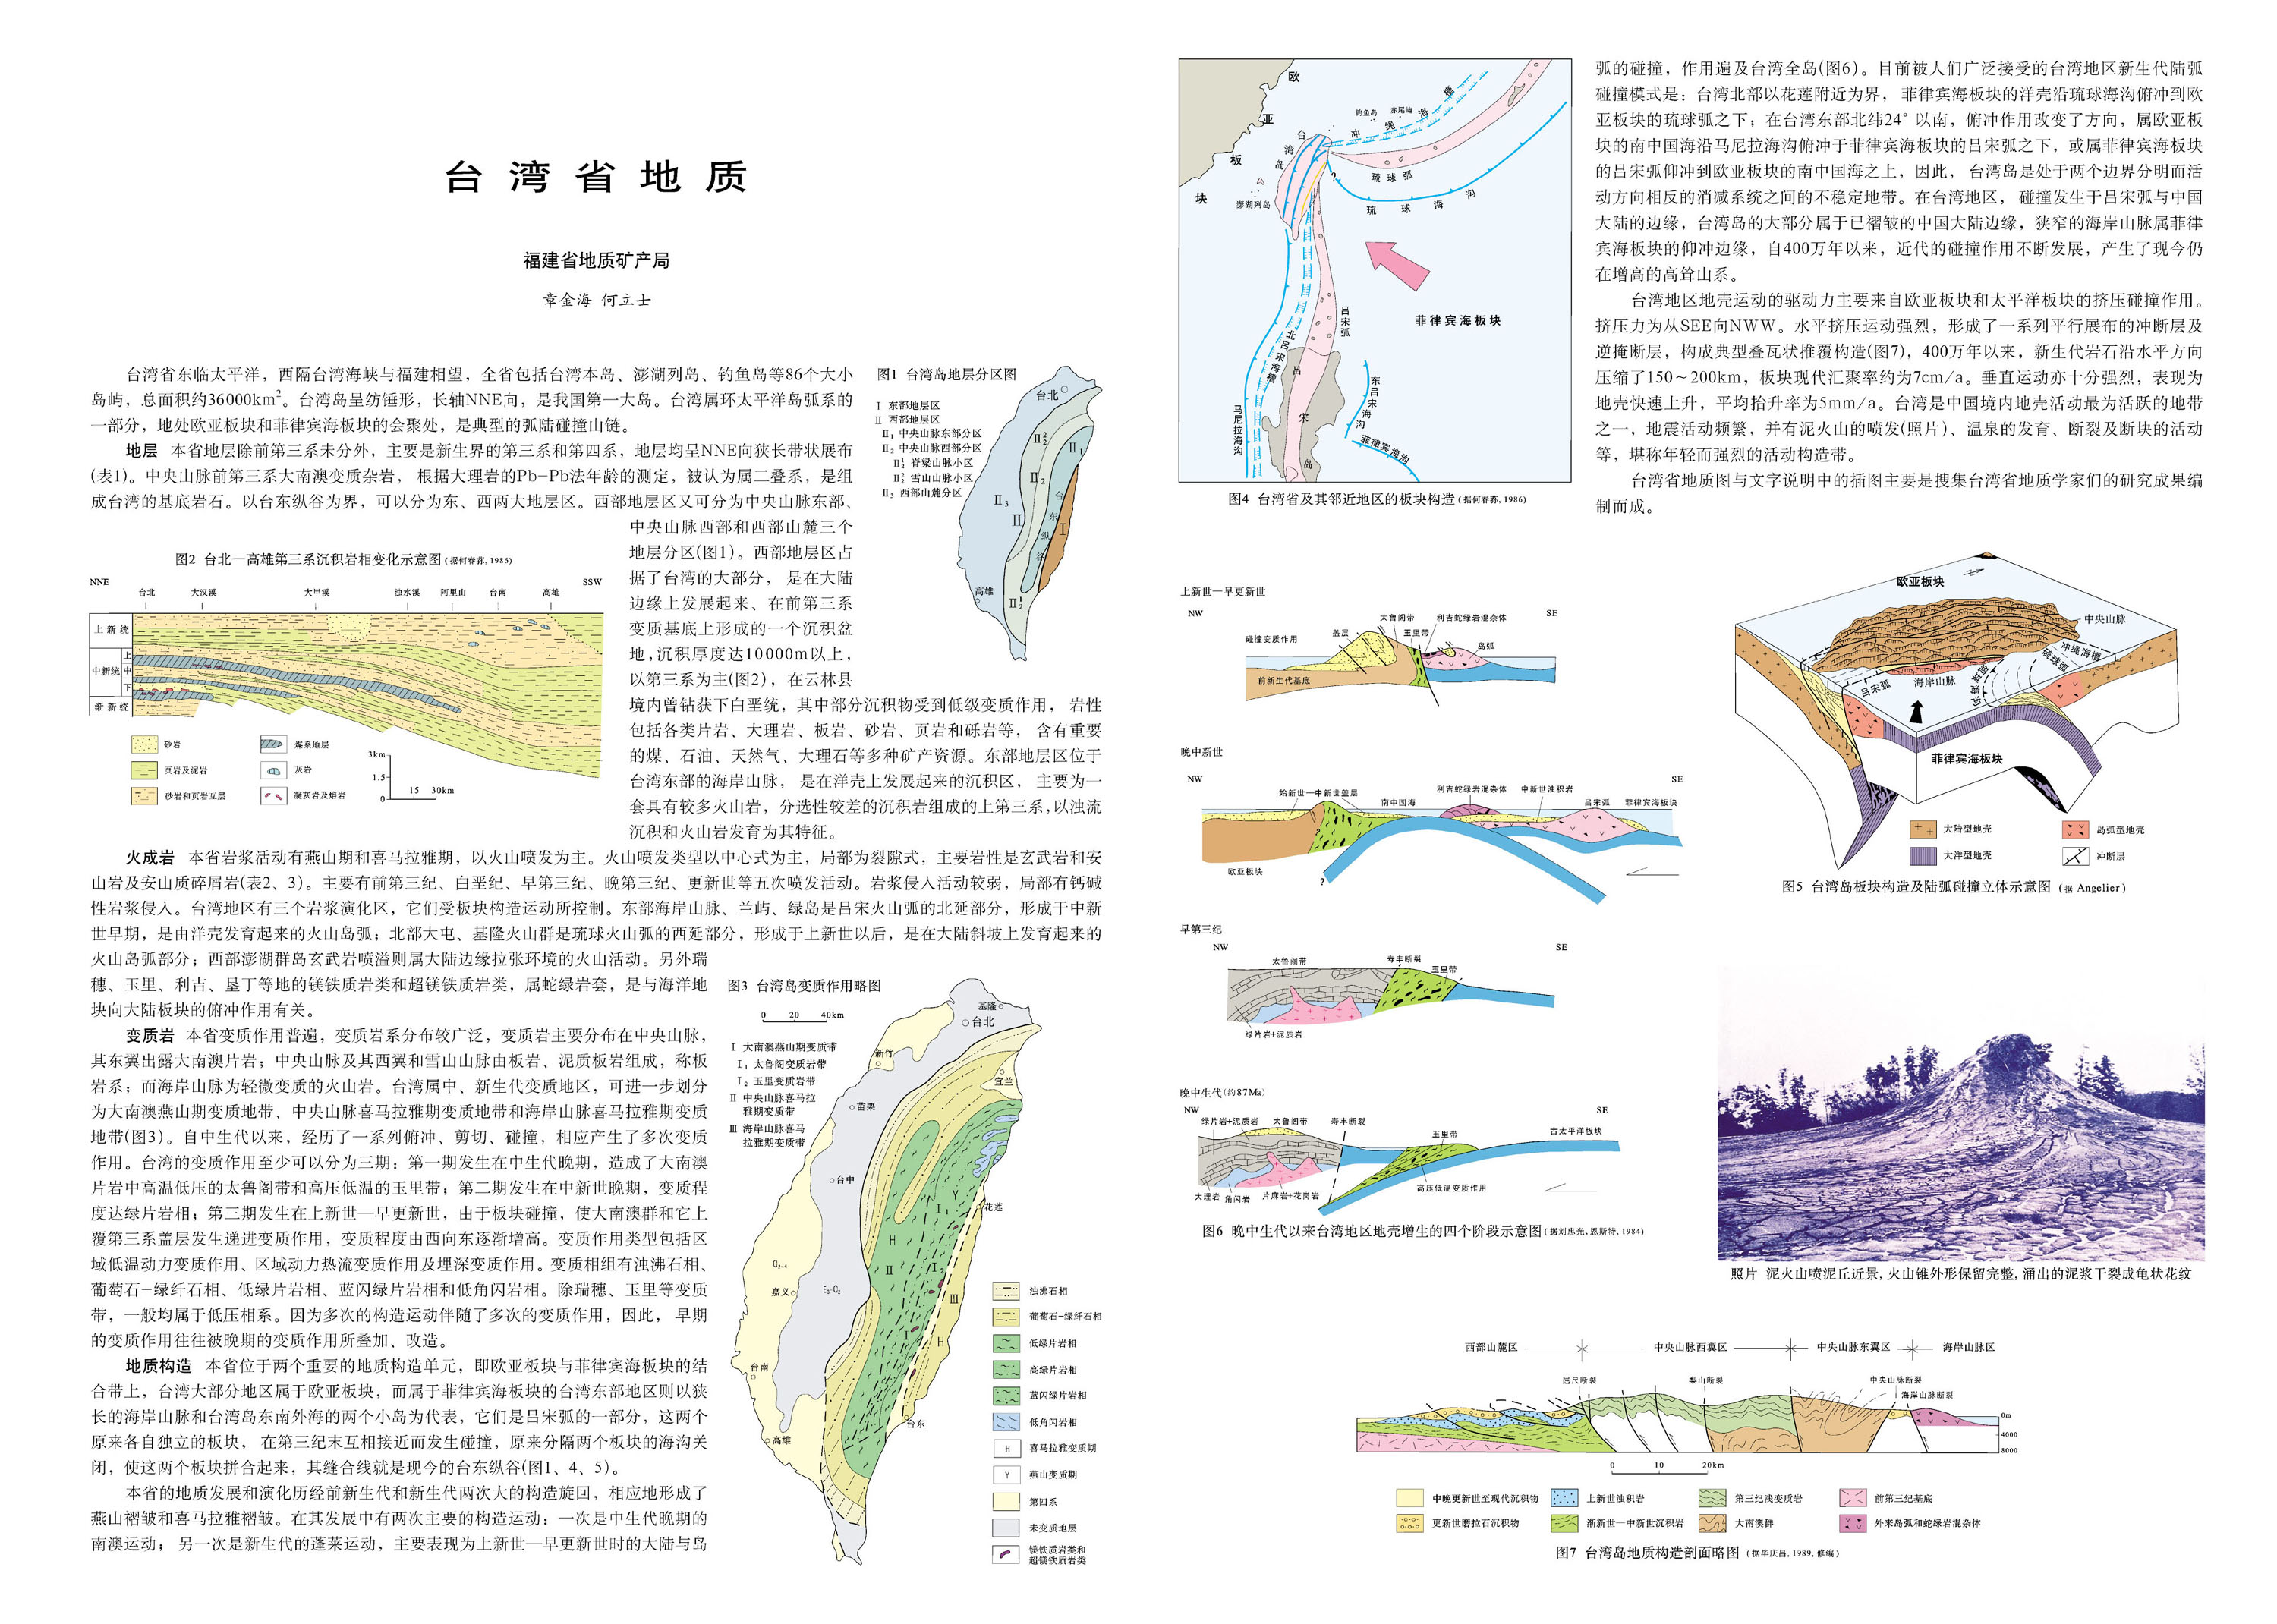 台湾省地质
福建省地质矿产局
章金海 何立士
台湾省东临太平洋，西隔台湾海峡与福建相望，全省包括台湾本岛、澎湖列岛、钓鱼岛等86个大小
岛屿，总面积约36000km²。台湾岛呈纺锤形，长轴NNE向，是我国第一大岛。台湾属环太平洋岛弧系的
一部分，地处欧亚板块和菲律宾海板块的会聚处，是典型的弧陆碰撞山链。
地层 本省地层除前第三系未分外，主要是新生界的第三系和第四系，地层均呈NNE向狭长带状展布
(表1)。中央山脉前第三系大南澳变质杂岩，根据大理岩的Pb-Pb法年龄的测定，被认为属二叠系，是组
成台湾的基底岩石。以台东纵谷为界，可以分为东、西两大地层区。西部地层区又可分为中央山脉东部、
中央山脉西部和西部山麓三个
地层分区(图1)。西部地层区占
据了台湾的大部分， 是在大陆
边缘上发展起来、在前第三系
变质基底上形成的一个沉积盆
地,沉积厚度达10000m以上，
以第三系为主(图2)，在云林县
境内曾钻获下白垩统，其中部分沉积物受到低级变质作用， 岩性
包括各类片岩、大理岩、板岩、砂岩、页岩和砾岩等， 含有重要
的煤、石油、天然气、大理石等多种矿产资源。东部地层区位于
台湾东部的海岸山脉， 是在洋壳上发展起来的沉积区， 主要为一
套具有较多火山岩，分选性较差的沉积岩组成的上第三系,以浊流
沉积和火山岩发育为其特征。
图1 台湾岛地层分区图
Ⅰ 东部地层区
Ⅱ 西部地层区
Ⅱ₁ 中央山脉东部分区
Ⅱ₂ 中央山脉西部分区
Ⅱ₂¹ 脊梁山脉小区
Ⅱ₂² 雪山山脉小区
Ⅱ₃ 西部山麓分区
台北
Ⅱ₂²
Ⅱ₁
Ⅱ₂
Ⅱ₃
Ⅱ
Ⅰ
台东纵谷
高雄
Ⅱ₂¹
图2 台北—高雄第三系沉积岩相变化示意图(据何春荪, 1986)
NNE
SSW
台北 大汉溪 大甲溪 浊水溪 阿里山 台南 高雄
上新统
中新统
上
中
下
渐新统
砂岩
煤系地层
页岩及泥岩
灰岩
砂岩和页岩互层
凝灰岩及熔岩
3km
1.5
0
15 30km
火成岩 本省岩浆活动有燕山期和喜马拉雅期，以火山喷发为主。火山喷发类型以中心式为主，局部为裂隙式，主要岩性是玄武岩和安
山岩及安山质碎屑岩(表2、3)。主要有前第三纪、白垩纪、早第三纪、晚第三纪、更新世等五次喷发活动。岩浆侵入活动较弱，局部有钙碱
性岩浆侵入。台湾地区有三个岩浆演化区，它们受板块构造运动所控制。东部海岸山脉、兰屿、绿岛是吕宋火山弧的北延部分，形成于中新
世早期，是由洋壳发育起来的火山岛弧；北部大屯、基隆火山群是琉球火山弧的西延部分，形成于上新世以后，是在大陆斜坡上发育起来的
火山岛弧部分；西部澎湖群岛玄武岩喷溢则属大陆边缘拉张环境的火山活动。另外瑞
穗、玉里、利吉、垦丁等地的镁铁质岩类和超镁铁质岩类，属蛇绿岩套，是与海洋地
块向大陆板块的俯冲作用有关。
变质岩 本省变质作用普遍，变质岩系分布较广泛，变质岩主要分布在中央山脉，
其东翼出露大南澳片岩；中央山脉及其西翼和雪山山脉由板岩、泥质板岩组成，称板
岩系；而海岸山脉为轻微变质的火山岩。台湾属中、新生代变质地区，可进一步划分
为大南澳燕山期变质地带、中央山脉喜马拉雅期变质地带和海岸山脉喜马拉雅期变质
地带(图3)。自中生代以来，经历了一系列俯冲、剪切、碰撞，相应产生了多次变质
作用。台湾的变质作用至少可以分为三期：第一期发生在中生代晚期，造成了大南澳
片岩中高温低压的太鲁阁带和高压低温的玉里带；第二期发生在中新世晚期，变质程
度达绿片岩相；第三期发生在上新世—早更新世，由于板块碰撞，使大南澳群和它上
覆第三系盖层发生递进变质作用，变质程度由西向东逐渐增高。变质作用类型包括区
域低温动力变质作用、区域动力热流变质作用及埋深变质作用。变质相组有浊沸石相、
葡萄石-绿纤石相、低绿片岩相、蓝闪绿片岩相和低角闪岩相。除瑞穗、玉里等变质
带，一般均属于低压相系。因为多次的构造运动伴随了多次的变质作用，因此， 早期
的变质作用往往被晚期的变质作用所叠加、改造。
地质构造 本省位于两个重要的地质构造单元，即欧亚板块与菲律宾海板块的结
合带上，台湾大部分地区属于欧亚板块，而属于菲律宾海板块的台湾东部地区则以狭
长的海岸山脉和台湾岛东南外海的两个小岛为代表，它们是吕宋弧的一部分，这两个
原来各自独立的板块， 在第三纪末互相接近而发生碰撞，原来分隔两个板块的海沟关
闭，使这两个板块拼合起来，其缝合线就是现今的台东纵谷(图1、4、5)。
本省的地质发展和演化历经前新生代和新生代两次大的构造旋回，相应地形成了
燕山褶皱和喜马拉雅褶皱。在其发展中有两次主要的构造运动：一次是中生代晚期的
南澳运动； 另一次是新生代的蓬莱运动，主要表现为上新世—早更新世时的大陆与岛
图3 台湾岛变质作用略图
0 20 40km
Ⅰ 大南澳燕山期变质地带
Ⅰ₁ 太鲁阁变质岩带
Ⅰ₂ 玉里变质岩带
Ⅱ 中央山脉喜马拉
雅期变质带
Ⅲ 海岸山脉喜马
拉雅期变质带
基隆
台北
新竹
宜兰
苗栗
台中
花莲
Y
Ⅰ₁
H
Ⅱ
Ⅰ₂
Q₂₋₄
嘉义
E₃-Q₂
Ⅲ
Ⅰ
H
台南
台东
高雄
浊沸石相
葡萄石-绿纤石相
低绿片岩相
高绿片岩相
蓝闪绿片岩相
低角闪岩相
H 喜马拉雅变质期
Y 燕山变质期
第四系
未变质地层
镁铁质岩类和
超镁铁质岩类
欧亚板块
台湾岛
澎湖列岛
钓鱼岛
赤尾屿
冲绳海槽
琉球弧
琉球海沟
?
吕宋弧
菲律宾海板块
北吕宋海槽
吕宋岛
马尼拉海沟
东吕宋海沟
菲律宾海沟
图4 台湾省及其邻近地区的板块构造(据何春荪, 1986)
弧的碰撞，作用遍及台湾全岛(图6)。目前被人们广泛接受的台湾地区新生代陆弧
碰撞模式是：台湾北部以花莲附近为界， 菲律宾海板块的洋壳沿琉球海沟俯冲到欧
亚板块的琉球弧之下；在台湾东部北纬24°以南，俯冲作用改变了方向，属欧亚板
块的南中国海沿马尼拉海沟俯冲于菲律宾海板块的吕宋弧之下，或属菲律宾海板块
的吕宋弧仰冲到欧亚板块的南中国海之上，因此， 台湾岛是处于两个边界分明而活
动方向相反的消减系统之间的不稳定地带。在台湾地区， 碰撞发生于吕宋弧与中国
大陆的边缘，台湾岛的大部分属于已褶皱的中国大陆边缘，狭窄的海岸山脉属菲律
宾海板块的仰冲边缘，自400万年以来，近代的碰撞作用不断发展，产生了现今仍
在增高的高耸山系。
台湾地区地壳运动的驱动力主要来自欧亚板块和太平洋板块的挤压碰撞作用。
挤压力为从SEE向NWW。水平挤压运动强烈，形成了一系列平行展布的冲断层及
逆掩断层，构成典型叠瓦状推覆构造(图7)，400万年以来，新生代岩石沿水平方向
压缩了150～200km，板块现代汇聚率约为7cm/a。垂直运动亦十分强烈，表现为
地壳快速上升，平均抬升率为5mm/a。台湾是中国境内地壳活动最为活跃的地带
之一，地震活动频繁，并有泥火山的喷发(照片)、温泉的发育、断裂及断块的活动
等，堪称年轻而强烈的活动构造带。
台湾省地质图与文字说明中的插图主要是搜集台湾省地质学家们的研究成果编
制而成。
上新世—早更新世
NW
SE
太鲁阁带
利吉蛇绿岩混杂体
盖层
玉里带
碰撞变质作用
岛弧
前新生代基底
晚中新世
NW
SE
始新世—中新世盖层
南中国海
利吉蛇绿岩混杂体
中新世浊积岩
吕宋弧
菲律宾海板块
?
欧亚板块
?
早第三纪
NW
SE
太鲁阁带
寿丰断裂
玉里带
绿片岩+泥质岩
晚中生代(约87Ma)
NW
SE
绿片岩+泥质岩
太鲁阁带
寿丰断裂
玉里带
古太平洋板块
大理岩
角闪岩
片麻岩+花岗岩
高压低温变质作用
图6 晚中生代以来台湾地区地壳增生的四个阶段示意图(据刘忠光、恩斯特, 1984)
欧亚板块
中央山脉
冲绳海槽
琉球弧
琉球海沟
吕宋弧
海岸山脉
菲律宾海板块
大陆型地壳
岛弧型地壳
大洋型地壳
冲断层
图5 台湾岛板块构造及陆弧碰撞立体示意图 (据 Angelier)
照片 泥火山喷泥丘近景,火山锥外形保留完整,涌出的泥浆干裂成龟状花纹
西部山麓区
中央山脉西翼区
中央山脉东翼区
海岸山脉区
屈尺断裂
梨山断裂
中央山脉断裂
海岸山脉断裂
0m
4000
8000
0 10 20km
中晚更新世至现代沉积物
上新世浊积岩
第三纪浅变质岩
前第三纪基底
更新世磨拉石沉积物
渐新世—中新世沉积岩
大南澳群
外来岛弧和蛇绿岩混杂体
图7 台湾岛地质构造剖面略图 (据毕庆昌, 1989, 修编)